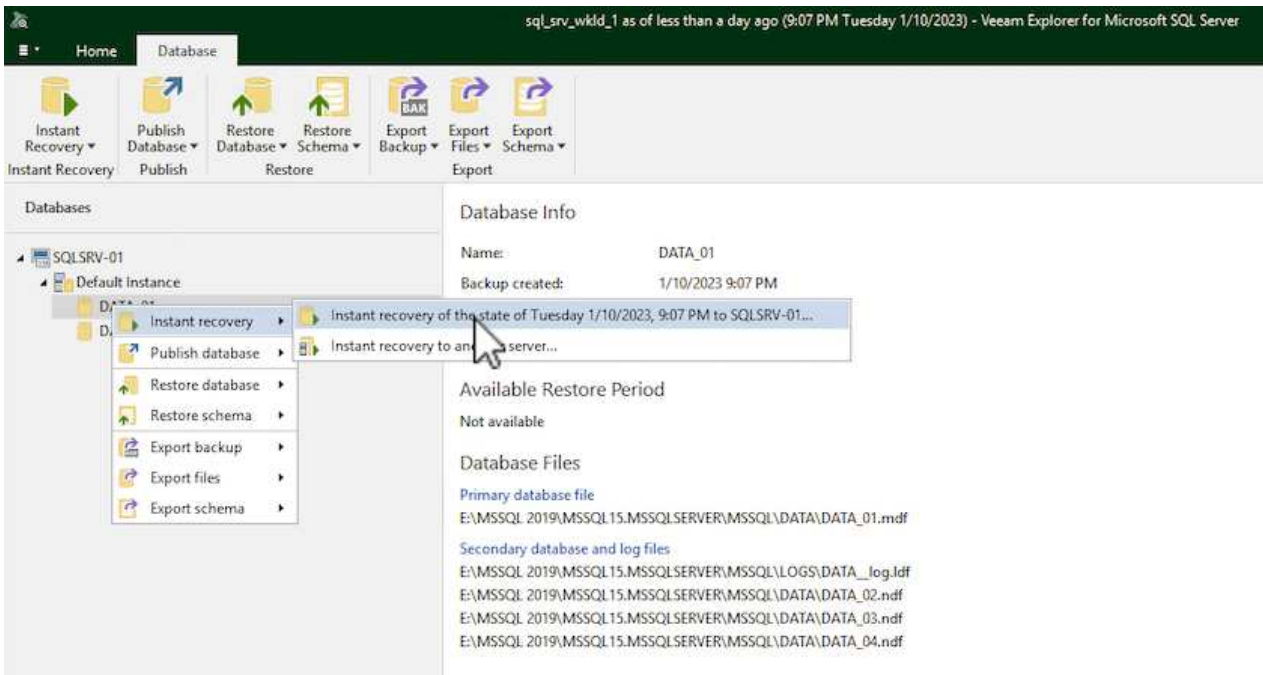 sql_srv_wkld_1 as of less than a day ago (9:07 PM Tuesday 1/10/2023) - Veeam Explorer for Microsoft SQL Server
Home Database
Instant Recovery
Publish Database
Restore Database
Restore Schema
Export Backup
BAK
Export Files
Export Schema
Instant Recovery Publish Restore Export
Databases
SQLSRV-01
Default Instance
Instant recovery
Publish database
Restore database
Restore schema
Export backup
Export files
Export schema
Instant recovery of the state of Tuesday 1/10/2023, 9:07 PM to SQLSRV-01...
Instant recovery to server...
Database Info
Name: DATA_01
Backup created: 1/10/2023 9:07 PM
Available Restore Period
Not available
Database Files
Primary database file
E:\MSSQL 2019\MSSQL15.MSSQLSERVER\MSSQL\DATA\DATA_01.mdf
Secondary database and log files
E:\MSSQL 2019\MSSQL15.MSSQLSERVER\MSSQL\LOGS\DATA__log.ldf
E:\MSSQL 2019\MSSQL15.MSSQLSERVER\MSSQL\DATA\DATA_02.ndf
E:\MSSQL 2019\MSSQL15.MSSQLSERVER\MSSQL\DATA\DATA_03.ndf
E:\MSSQL 2019\MSSQL15.MSSQLSERVER\MSSQL\DATA\DATA_04.ndf